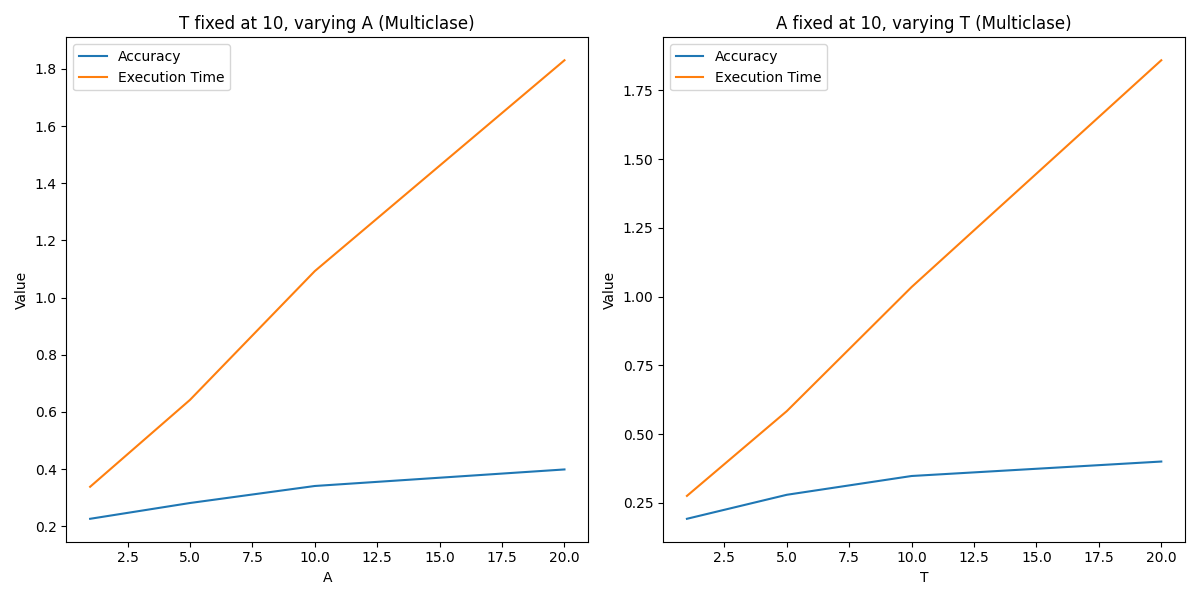 T fixed at 10, varying A (Multiclase)
Accuracy
Execution Time
Value
1.8
1.6
1.4
1.2
1.0
0.8
0.6
0.4
0.2
2.5 5.0 7.5 10.0 12.5 15.0 17.5 20.0
A
A fixed at 10, varying T (Multiclase)
Accuracy
Execution Time
Value
1.75
1.50
1.25
1.00
0.75
0.50
0.25
2.5 5.0 7.5 10.0 12.5 15.0 17.5 20.0
T